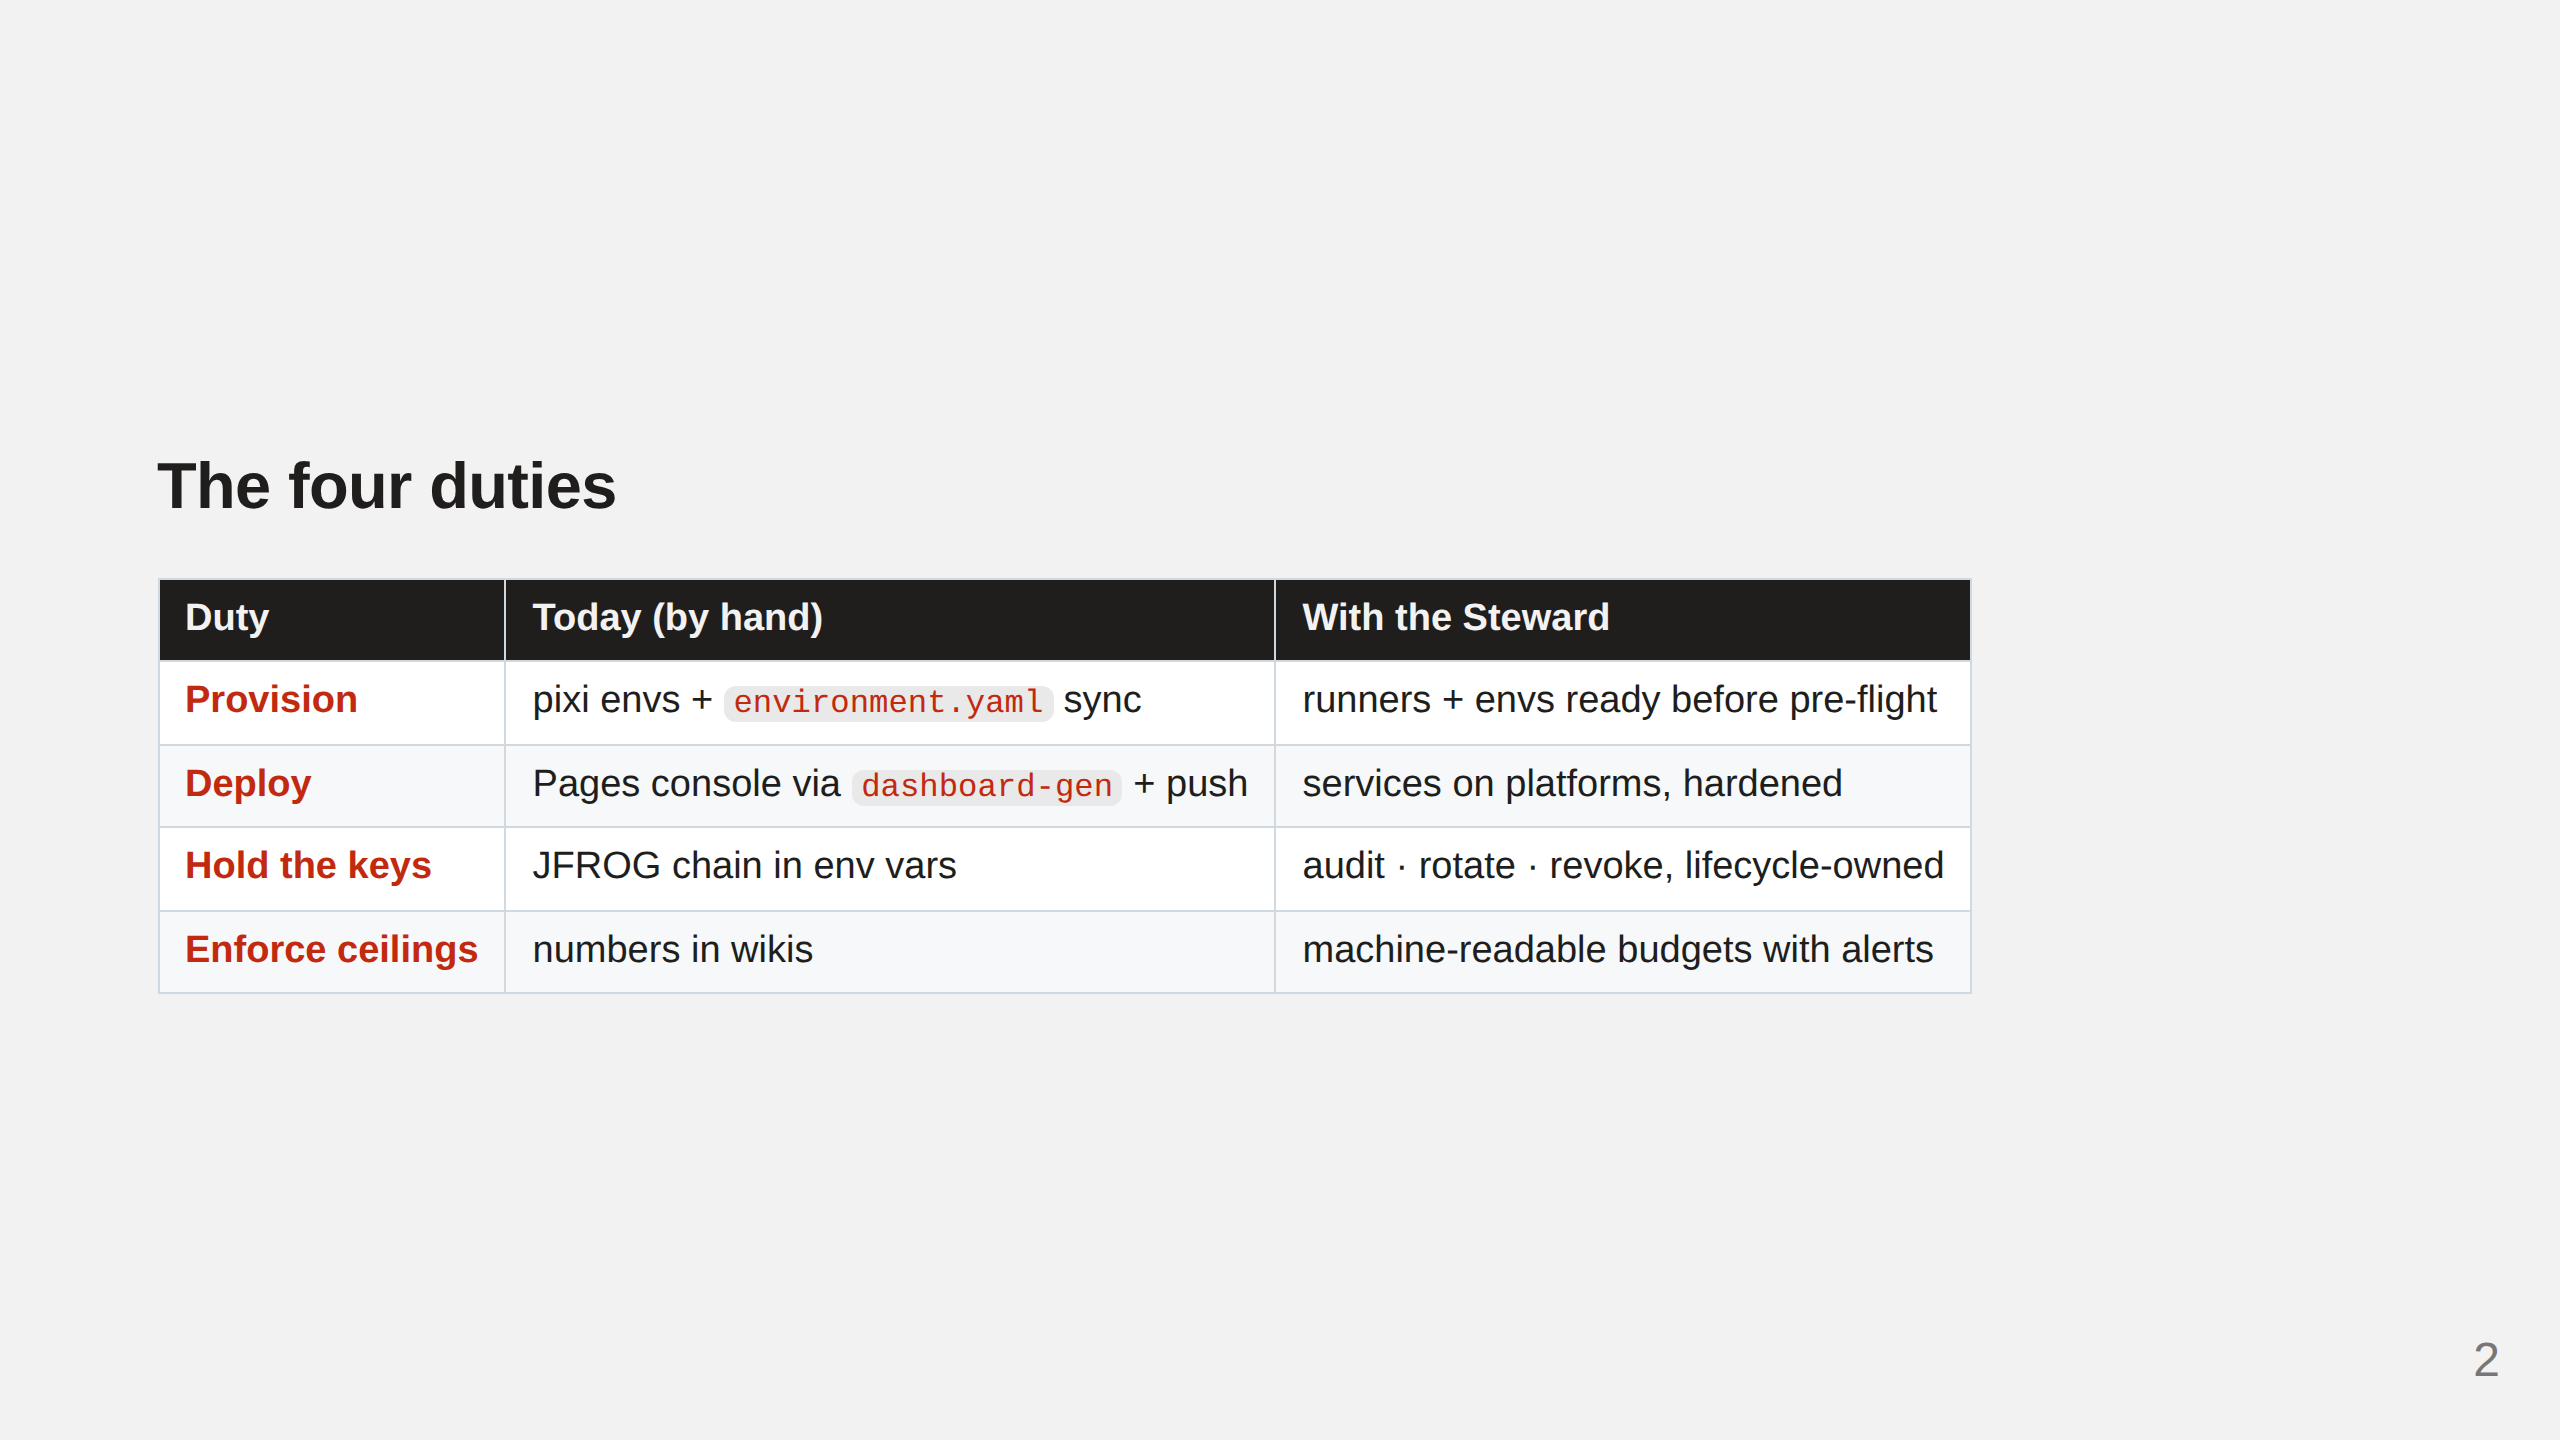 The four duties
Duty Today (by hand) With the Steward
Provision pixi envs + environment.yaml sync runners + envs ready before pre-flight
Deploy Pages console via dashboard-gen + push services on platforms, hardened
Hold the keys JFROG chain in env vars audit · rotate · revoke, lifecycle-owned
Enforce ceilings numbers in wikis machine-readable budgets with alerts
2